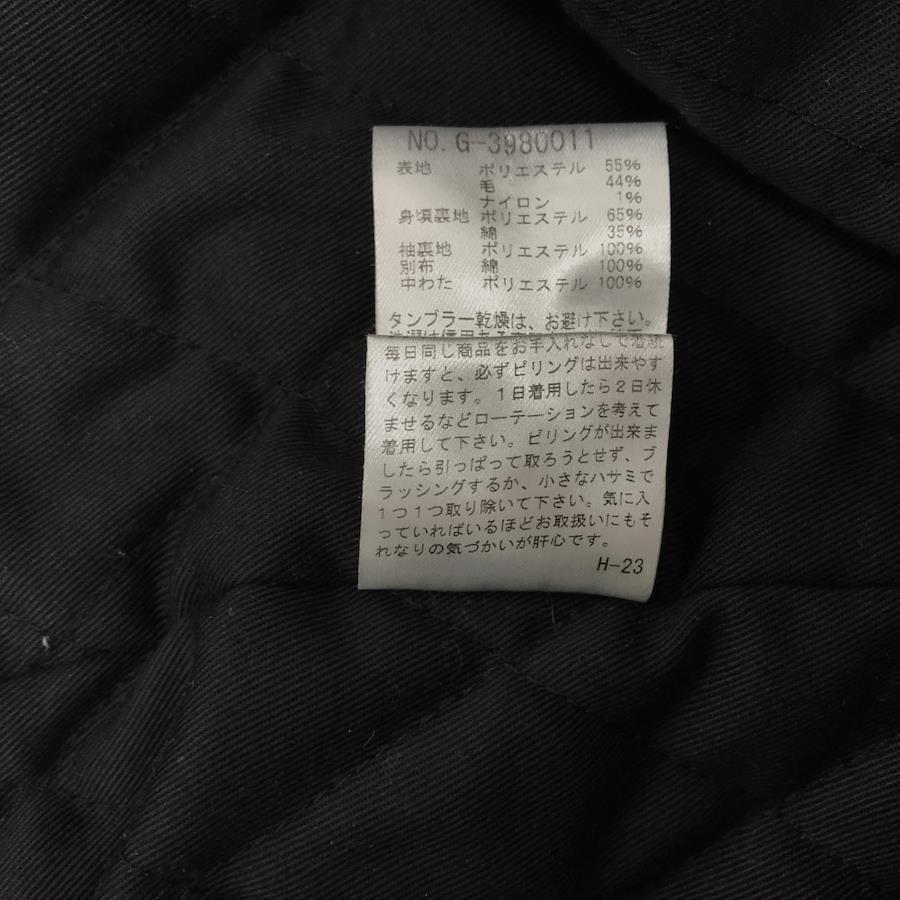 NO. G-3980011
表地 ポリエステル 55%
毛 44%
ナイロン 1%
身頃裏地 ポリエステル 65%
綿 35%
袖裏地 ポリエステル 100%
別布 綿 100%
中わた ポリエステル 100%
タンブラー乾燥は、お避け下さい。
毎日同じ商品をお手入れなしで着続
けますと、必ずピリングは出来やす
くなります。1日着用したら2日休
ませるなどローテーションを考えて
着用して下さい。ピリングが出来ま
したら引っぱって取ろうとせず、ブ
ラッシングするか、小さなハサミで
1つ1つ取り除いて下さい。気に入
っていればいるほどお取扱いにもそ
れなりの気づかいが肝心です。
H-23